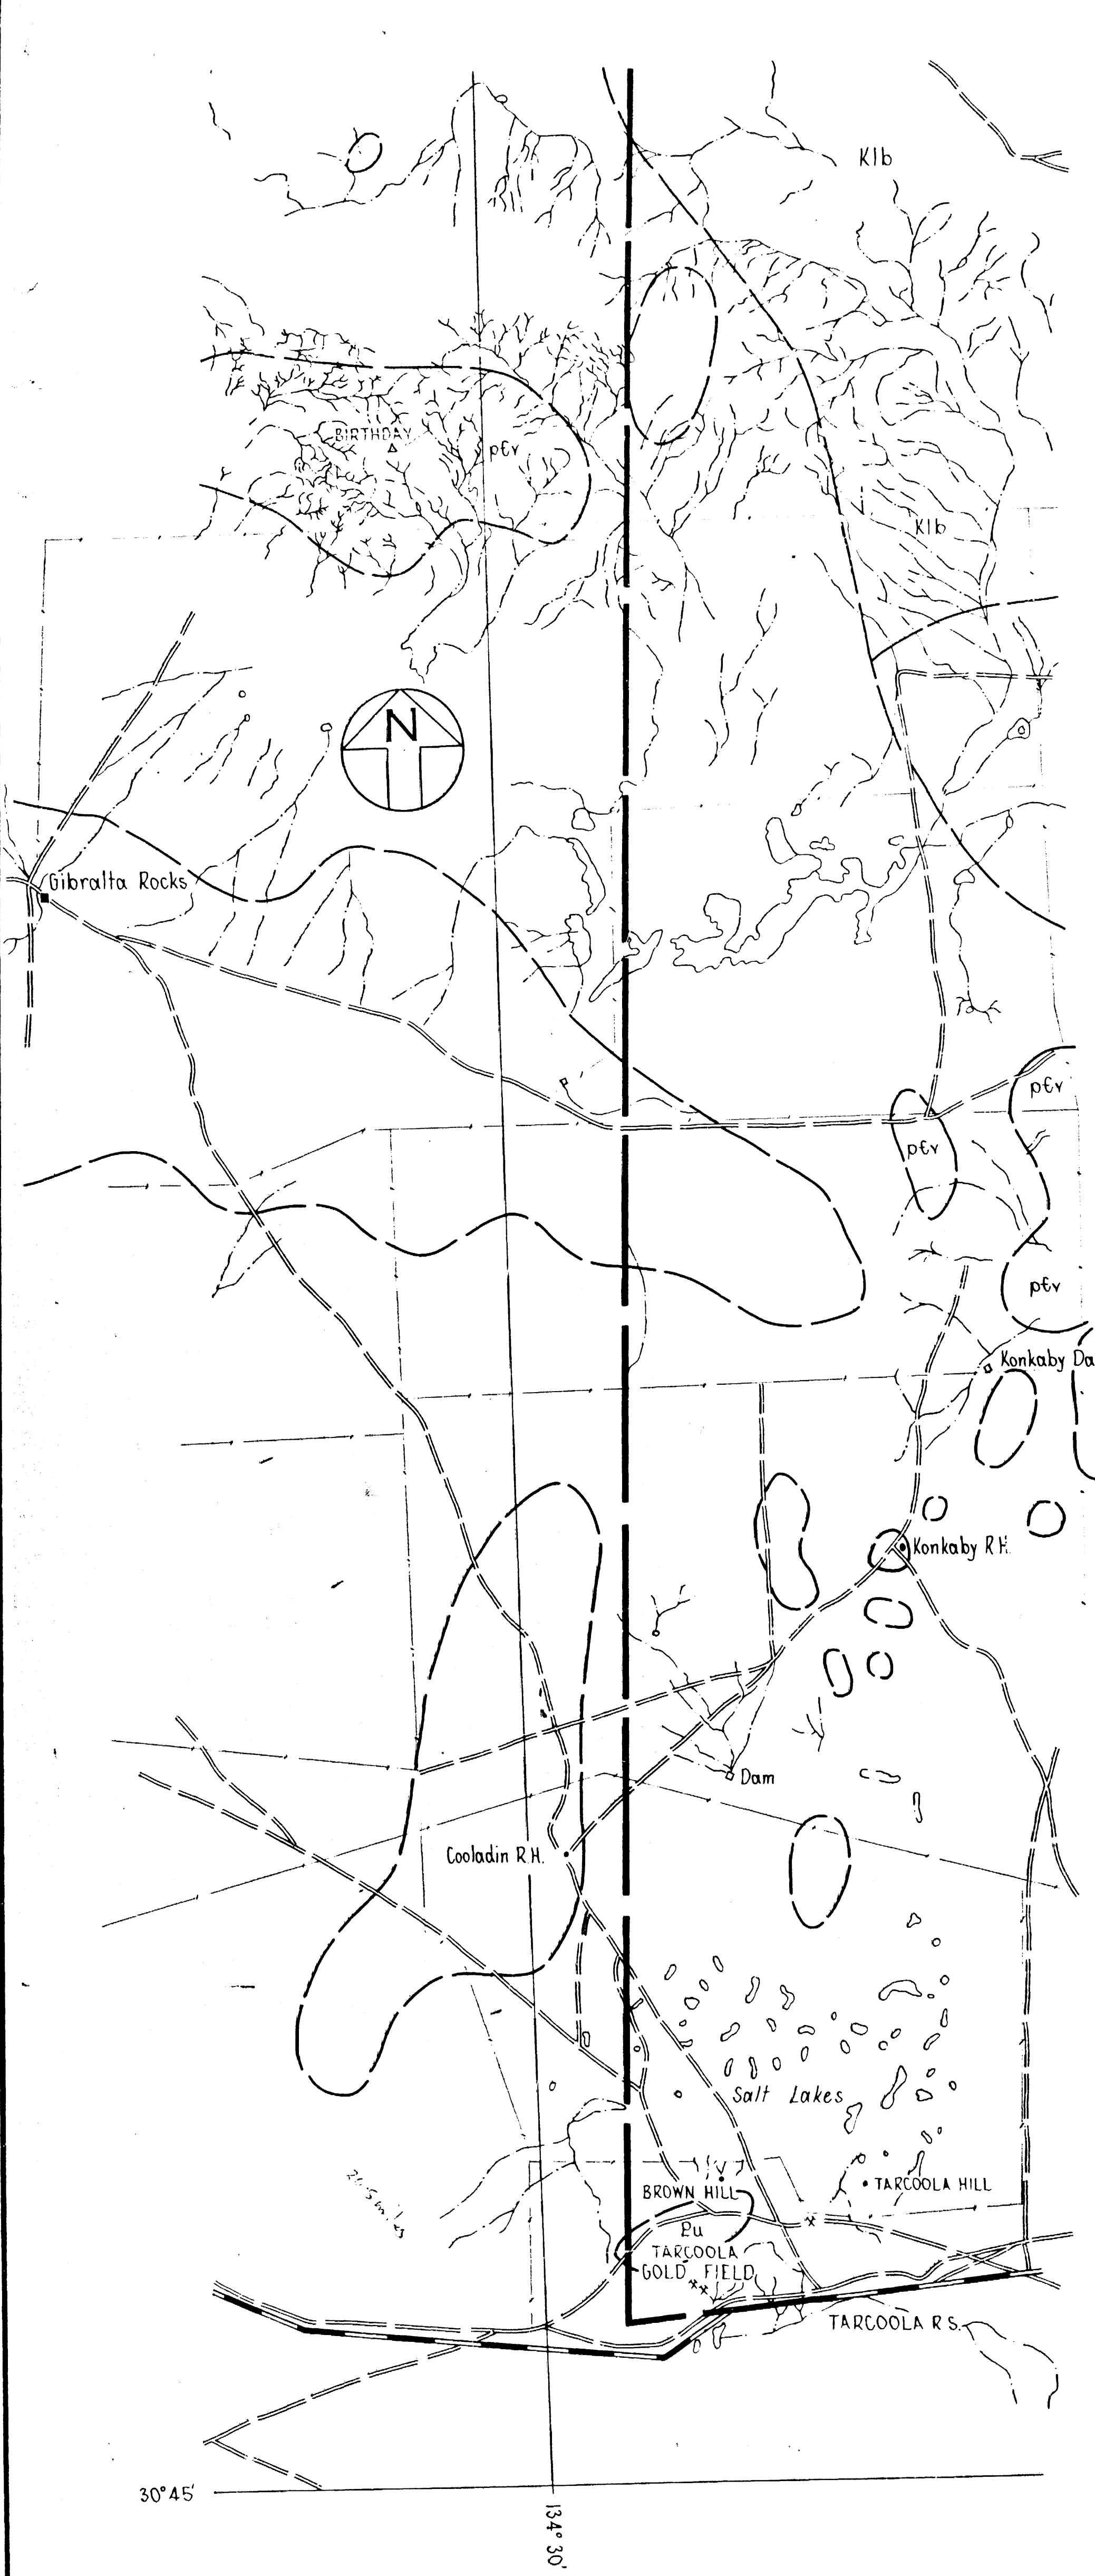 Klb
BIRTHDAY
p€v
Klb
N
Gibralta Rocks
p€v
p€v
p€v
Konkaby Da
Konkaby R.H.
Dam
Cooladin R.H.
Salt Lakes
TARCOOLA HILL
BROWN HILL
Pu
TARCOOLA
GOLD FIELD
TARCOOLA R.S.
30°45'
134° 30'